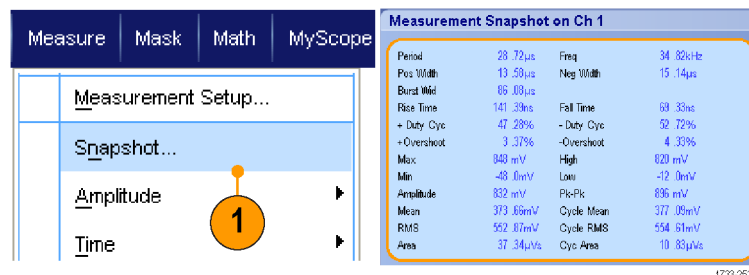 Measure Mask Math MyScope
Measurement Setup...
Snapshot...
Amplitude
Time
1
Measurement Snapshot on Ch 1
Period 28 .72µs Freq 34 .82kHz
Pos Width 13 .58µs Neg Width 15 .14µs
Burst Wid 86 .08µs
Rise Time 141 .39ns Fall Time 69 .33ns
+ Duty Cyc 47 .28% - Duty Cyc 52 .72%
+Overshoot 3 .37% -Overshoot 4 .33%
Max 848 mV High 820 mV
Min -48 .0mV Low -12 .0mV
Amplitude 832 mV Pk-Pk 896 mV
Mean 373 .66mV Cycle Mean 377 .09mV
RMS 552 .87mV Cycle RMS 554 .61mV
Area 37 .34µVs Cyc Area 10 .83µVs